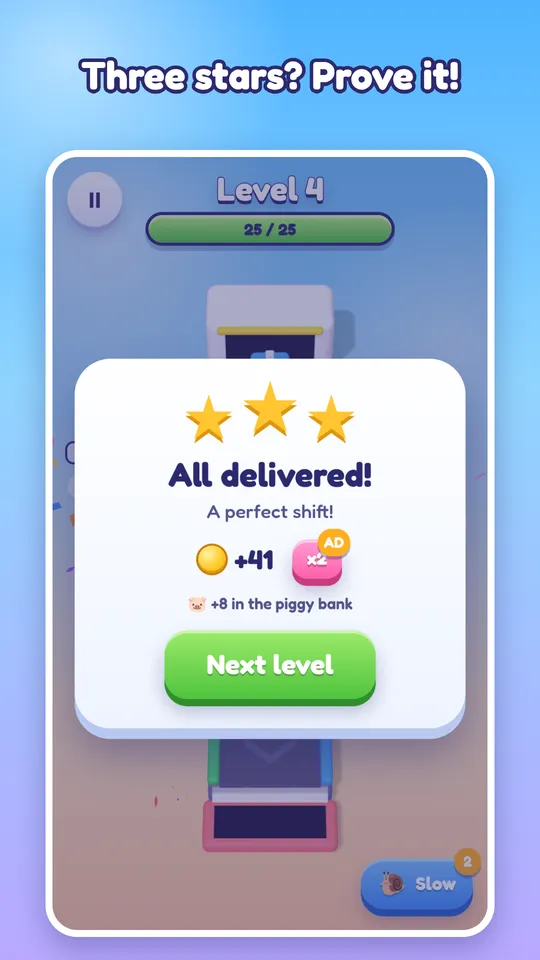 Three stars? Prove it!
Level 4
25 / 25
All delivered!
A perfect shift!
+41
x2
AD
+8 in the piggy bank
Next level
2
Slow